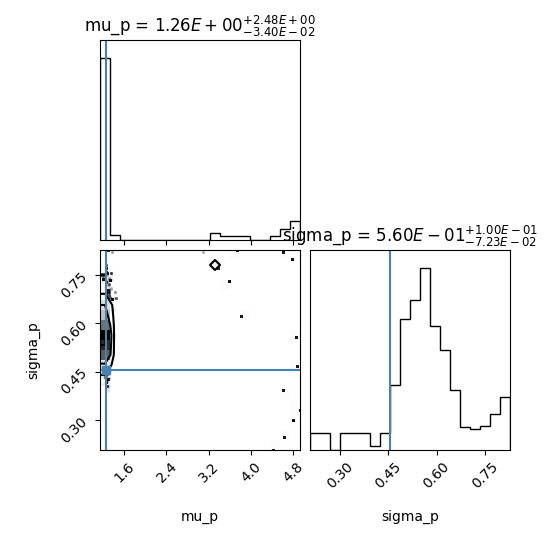 mu_p = 1.26E + 00+2.48E+00−3.40E−02
sigma_p = 5.60E − 01+1.00E−01−7.23E−02
0.75
0.60
0.45
0.30
sigma_p
1.6 2.4 3.2 4.0 4.8
0.30 0.45 0.60 0.75
mu_p
sigma_p